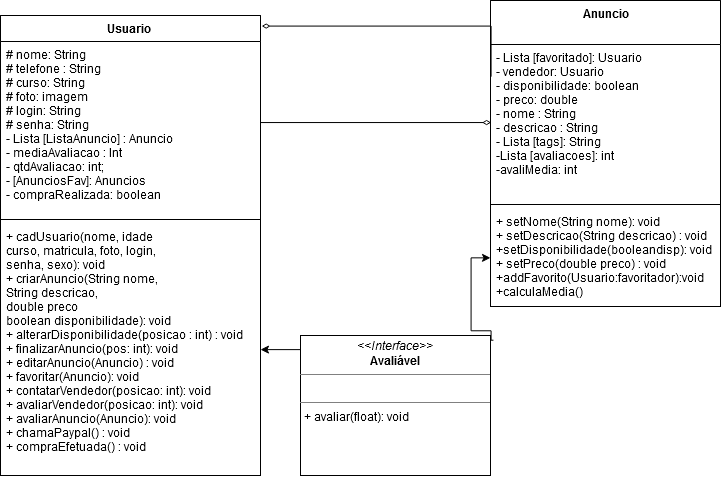 Usuario
# nome: String
# telefone : String
# curso: String
# foto: imagem
# login: String
# senha: String
- Lista [ListaAnuncio] : Anuncio
- mediaAvaliacao : Int
- qtdAvaliacao: int;
- [AnunciosFav]: Anuncios
- compraRealizada: boolean
+ cadUsuario(nome, idade
curso, matricula, foto, login,
senha, sexo): void
+ criarAnuncio(String nome,
String descricao,
double preco
boolean disponibilidade): void
+ alterarDisponibilidade(posicao : int) : void
+ finalizarAnuncio(pos: int): void
+ editarAnuncio(Anuncio) : void
+ favoritar(Anuncio): void
+ contatarVendedor(posicao: int): void
+ avaliarVendedor(posicao: int): void
+ avaliarAnuncio(Anuncio): void
+ chamaPaypal() : void
+ compraEfetuada() : void
Anuncio
- Lista [favoritado]: Usuario
- vendedor: Usuario
- disponibilidade: boolean
- preco: double
- nome : String
- descricao : String
- Lista [tags]: String
-Lista [avaliacoes]: int
-avaliMedia: int
+ setNome(String nome): void
+ setDescricao(String descricao) : void
+setDisponibilidade(booleandisp): void
+ setPreco(double preco) : void
+addFavorito(Usuario:favoritador):void
+calculaMedia()
<<Interface>>
Avaliável
+ avaliar(float): void